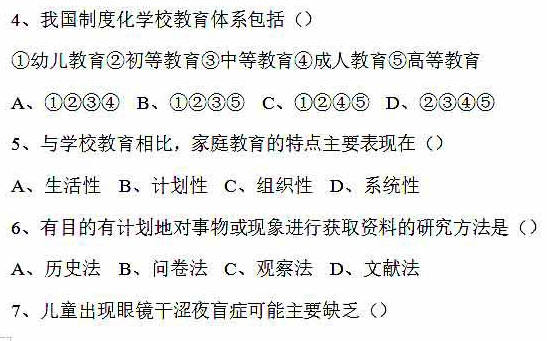 4、我国制度化学校教育体系包括（）
①幼儿教育②初等教育③中等教育④成人教育⑤高等教育
A、①②③④ B、①②③⑤ C、①②④⑤ D、②③④⑤
5、与学校教育相比，家庭教育的特点主要表现在（）
A、生活性 B、计划性 C、组织性 D、系统性
6、有目的有计划地对事物或现象进行获取资料的研究方法是（）
A、历史法 B、问卷法 C、观察法 D、文献法
7、儿童出现眼镜干涩夜盲症可能主要缺乏（）